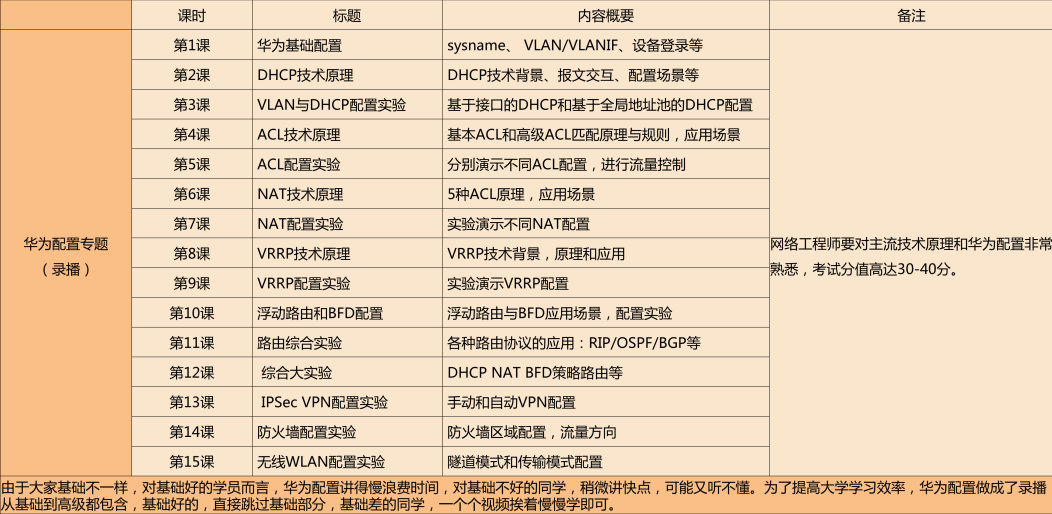 课时 标题 内容概要 备注
第1课 华为基础配置 sysname、 VLAN/VLANIF、设备登录等
第2课 DHCP技术原理 DHCP技术背景、报文交互、配置场景等
第3课 VLAN与DHCP配置实验 基于接口的DHCP和基于全局地址池的DHCP配置
第4课 ACL技术原理 基本ACL和高级ACL匹配原理与规则，应用场景
第5课 ACL配置实验 分别演示不同ACL配置，进行流量控制
第6课 NAT技术原理 5种ACL原理，应用场景
第7课 NAT配置实验 实验演示不同NAT配置
华为配置专题
（录播）
第8课 VRRP技术原理 VRRP技术背景，原理和应用
第9课 VRRP配置实验 实验演示VRRP配置
网络工程师要对主流技术原理和华为配置非常
熟悉，考试分值高达30-40分。
第10课 浮动路由和BFD配置 浮动路由与BFD应用场景，配置实验
第11课 路由综合实验 各种路由协议的应用：RIP/OSPF/BGP等
第12课 综合大实验 DHCP NAT BFD策略路由等
第13课 IPSec VPN配置实验 手动和自动VPN配置
第14课 防火墙配置实验 防火墙区域配置，流量方向
第15课 无线WLAN配置实验 隧道模式和传输模式配置
由于大家基础不一样，对基础好的学员而言，华为配置讲得慢浪费时间，对基础不好的同学，稍微讲快点，可能又听不懂。为了提高大学学习效率，华为配置做成了录播
从基础到高级都包含，基础好的，直接跳过基础部分，基础差的同学，一个个视频挨着慢慢学即可。